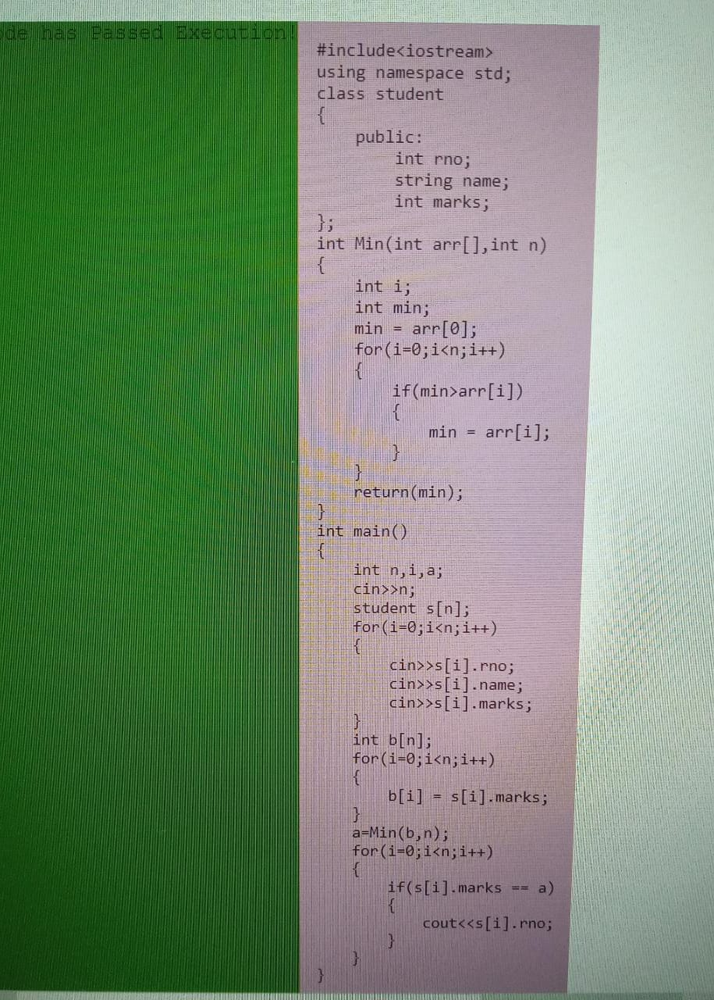 de has Passed Execution!
#include<iostream>
using namespace std;
class student
{
    public:
        int rno;
        string name;
        int marks;
};
int Min(int arr[],int n)
{
    int i;
    int min;
    min = arr[0];
    for(i=0;i<n;i++)
    {
        if(min>arr[i])
        {
            min = arr[i];
        }
    }
    return(min);
}
int main()
{
    int n,i,a;
    cin>>n;
    student s[n];
    for(i=0;i<n;i++)
    {
        cin>>s[i].rno;
        cin>>s[i].name;
        cin>>s[i].marks;
    }
    int b[n];
    for(i=0;i<n;i++)
    {
        b[i] = s[i].marks;
    }
    a=Min(b,n);
    for(i=0;i<n;i++)
    {
        if(s[i].marks == a)
        {
            cout<<s[i].rno;
        }
    }
}